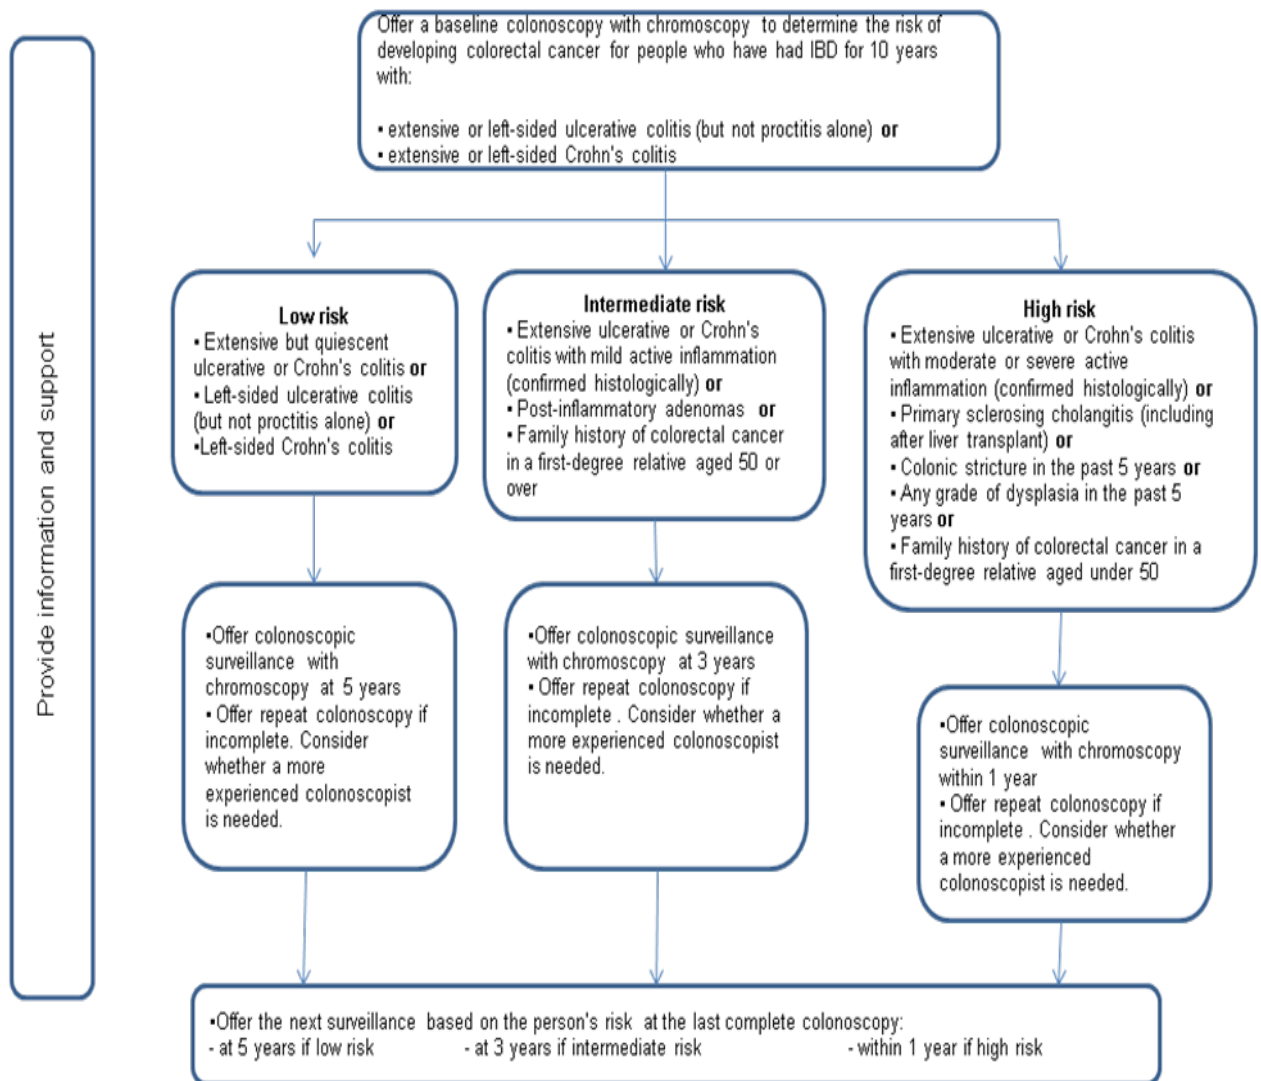 Provide information and support
Offer a baseline colonoscopy with chromoscopy to determine the risk of
developing colorectal cancer for people who have had IBD for 10 years
with:
▪ extensive or left-sided ulcerative colitis (but not proctitis alone) or
▪ extensive or left-sided Crohn's colitis
Low risk
▪ Extensive but quiescent
ulcerative or Crohn's colitis or
▪ Left-sided ulcerative colitis
(but not proctitis alone) or
▪Left-sided Crohn's colitis
Intermediate risk
▪ Extensive ulcerative or Crohn's
colitis with mild active inflammation
(confirmed histologically) or
▪ Post-inflammatory adenomas or
▪ Family history of colorectal cancer
in a first-degree relative aged 50 or
over
High risk
▪ Extensive ulcerative or Crohn's colitis
with moderate or severe active
inflammation (confirmed histologically) or
▪ Primary sclerosing cholangitis (including
after liver transplant) or
▪ Colonic stricture in the past 5 years or
▪ Any grade of dysplasia in the past 5
years or
▪ Family history of colorectal cancer in a
first-degree relative aged under 50
▪Offer colonoscopic
surveillance with
chromoscopy at 5 years
▪ Offer repeat colonoscopy if
incomplete. Consider
whether a more
experienced colonoscopist
is needed.
▪Offer colonoscopic surveillance
with chromoscopy at 3 years
▪ Offer repeat colonoscopy if
incomplete . Consider whether a
more experienced colonoscopist
is needed.
▪Offer colonoscopic
surveillance with chromoscopy
within 1 year
▪ Offer repeat colonoscopy if
incomplete . Consider whether
a more experienced
colonoscopist is needed.
▪Offer the next surveillance based on the person's risk at the last complete colonoscopy:
- at 5 years if low risk - at 3 years if intermediate risk - within 1 year if high risk